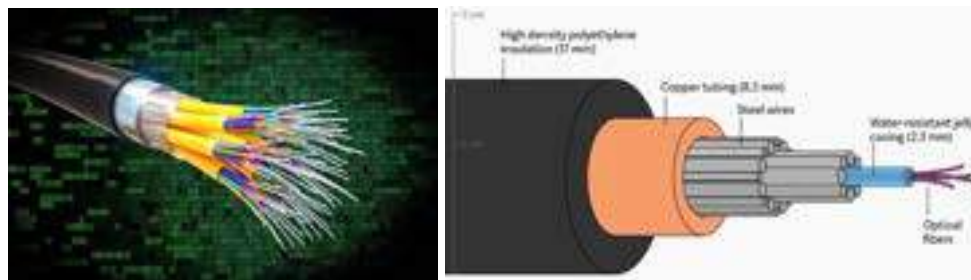 High density polyethylene
insulation (17 mm)
Copper tubing (8.3 mm)
Steel wires
Water-resistant jelly
casing (2.3 mm)
Optical
fibers